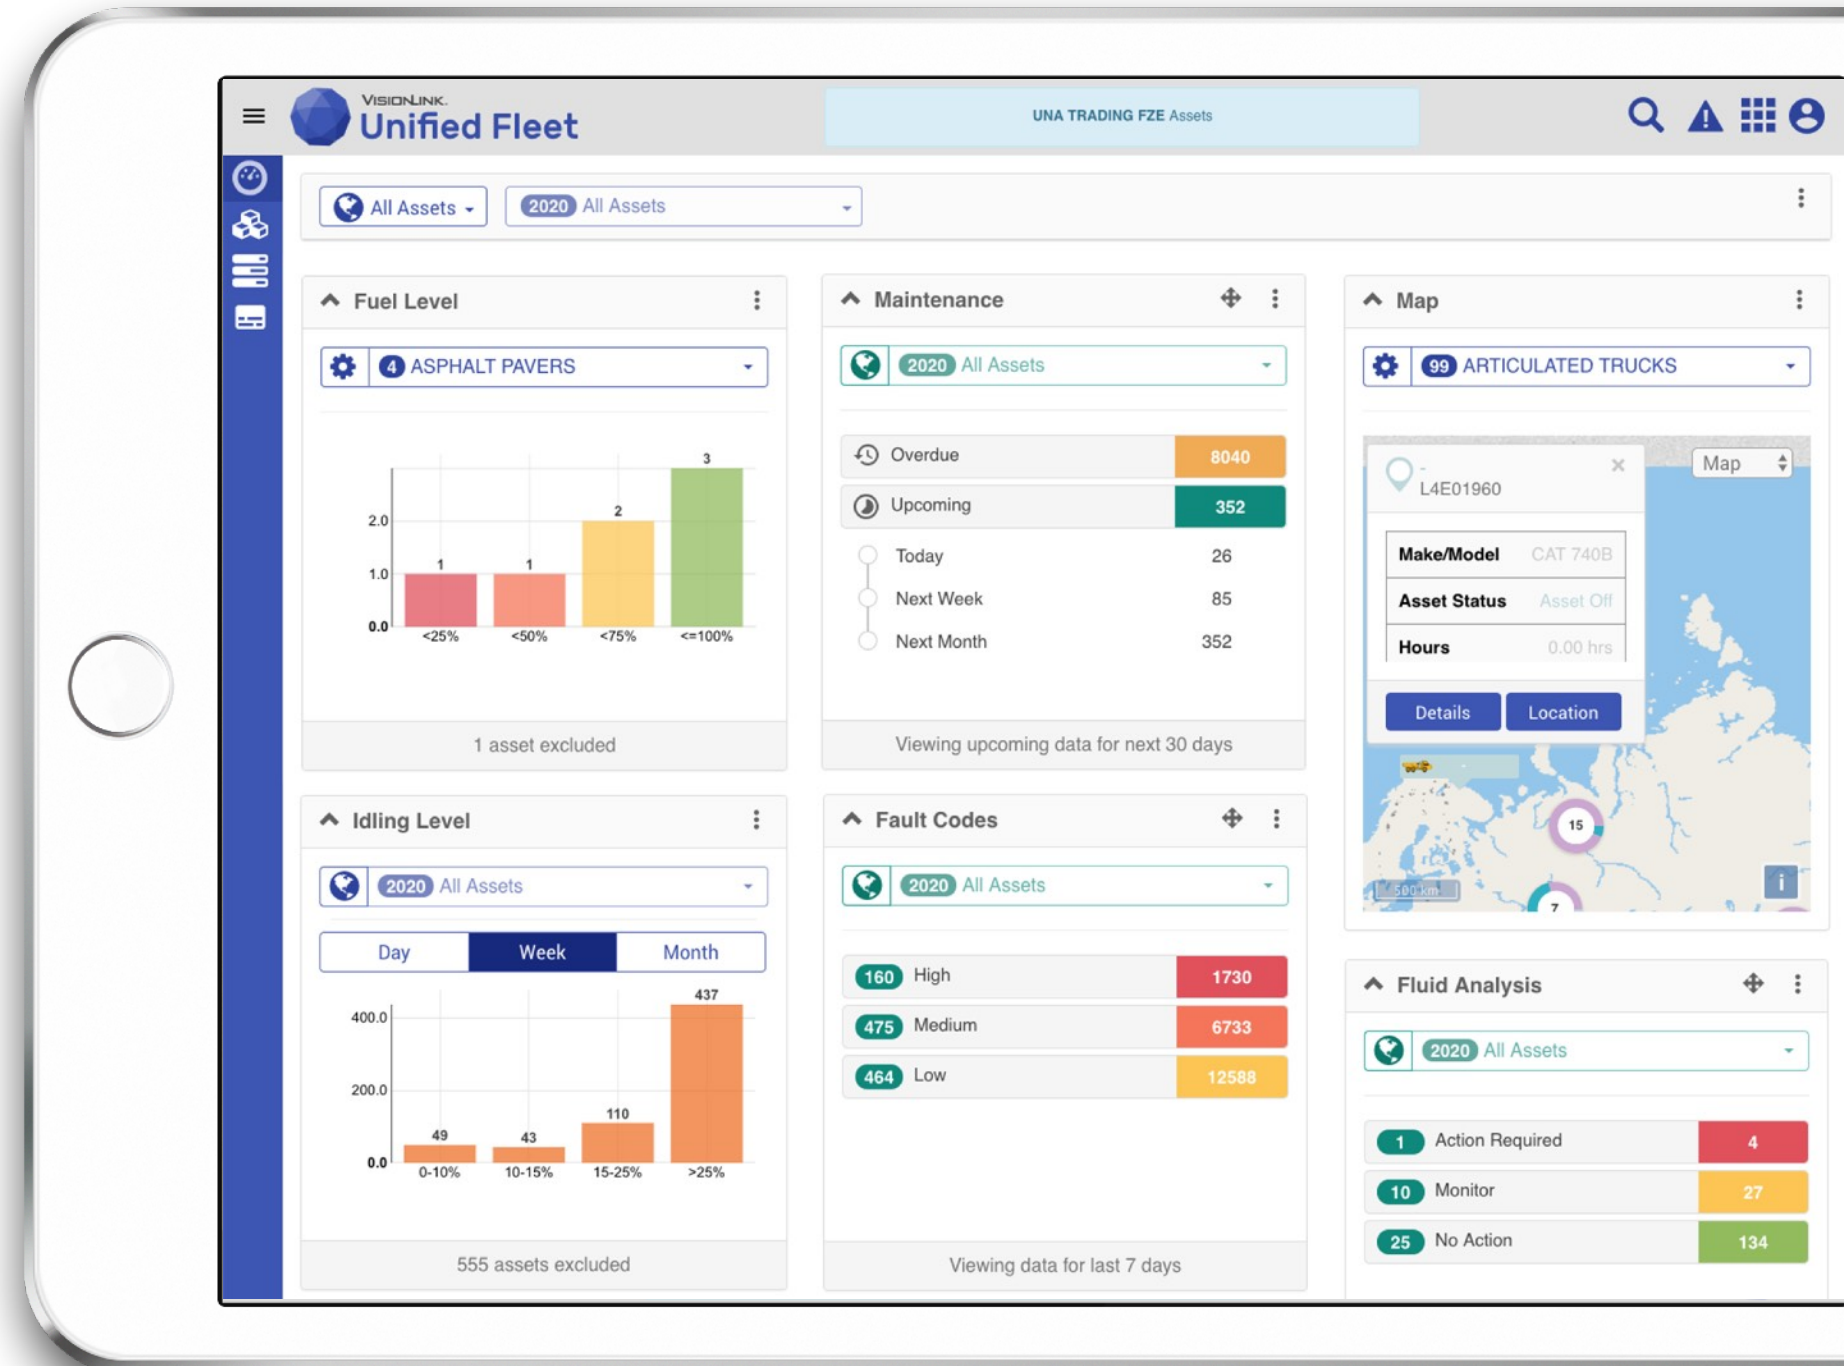 VISIONLINK.
Unified Fleet
UNA TRADING FZE Assets
All Assets
2020 All Assets
Fuel Level
4 ASPHALT PAVERS
3
2
2.0
1
1
1.0
0.0
<25% <50% <75% <=100%
1 asset excluded
Maintenance
2020 All Assets
Overdue 8040
Upcoming 352
Today 26
Next Week 85
Next Month 352
Viewing upcoming data for next 30 days
Map
99 ARTICULATED TRUCKS
Map
-
L4E01960
Make/Model CAT 740B
Asset Status Asset Off
Hours 0.00 hrs
Details Location
15
500 km
7
i
Idling Level
2020 All Assets
Day Week Month
437
400.0
200.0
110
49 43
0.0
0-10% 10-15% 15-25% >25%
555 assets excluded
Fault Codes
2020 All Assets
160 High 1730
475 Medium 6733
464 Low 12588
Viewing data for last 7 days
Fluid Analysis
2020 All Assets
1 Action Required 4
10 Monitor 27
25 No Action 134